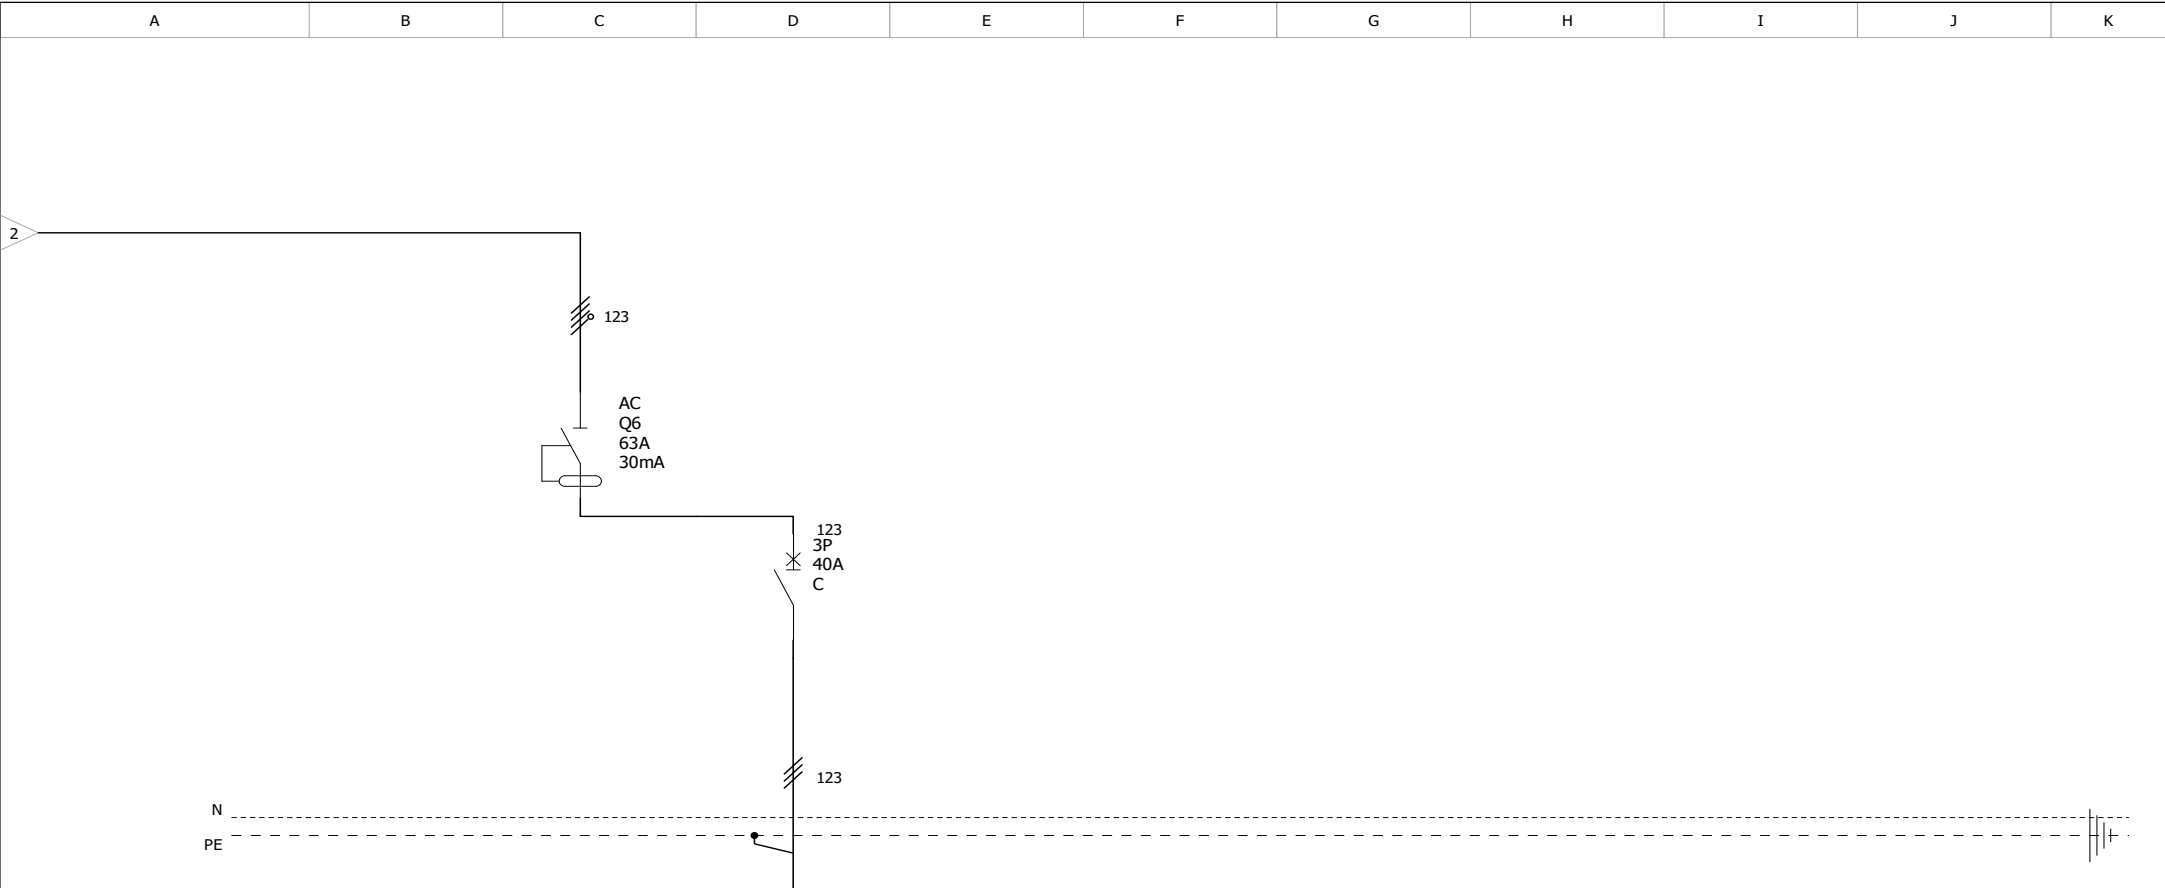 A B C D E F G H I J K
2
123
AC
Q6
63A
30mA
123
3P
40A
C
123
N
PE